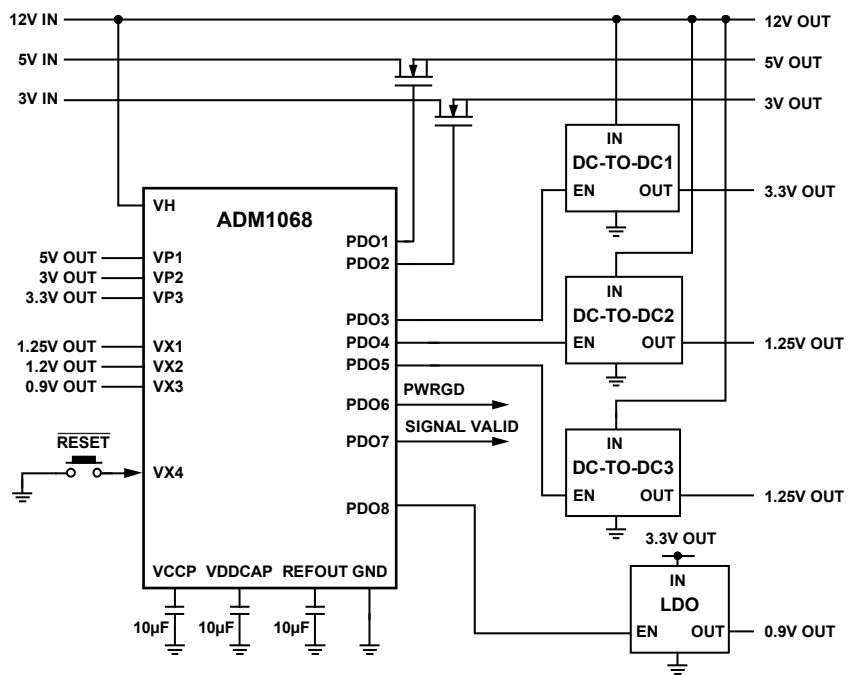 12V IN
12V OUT
5V IN
5V OUT
3V IN
3V OUT
IN
DC-TO-DC1
EN OUT
3.3V OUT
VH
ADM1068
PDO1
PDO2
5V OUT
VP1
3V OUT
VP2
3.3V OUT
VP3
PDO3
IN
DC-TO-DC2
EN OUT
1.25V OUT
PDO4
PDO5
1.25V OUT
VX1
1.2V OUT
VX2
0.9V OUT
VX3
PDO6
PWRGD
PDO7
SIGNAL VALID
RESET
VX4
IN
DC-TO-DC3
EN OUT
1.25V OUT
PDO8
3.3V OUT
IN
LDO
EN OUT
0.9V OUT
VCCP VDDCAP REFOUT GND
10µF
10µF
10µF